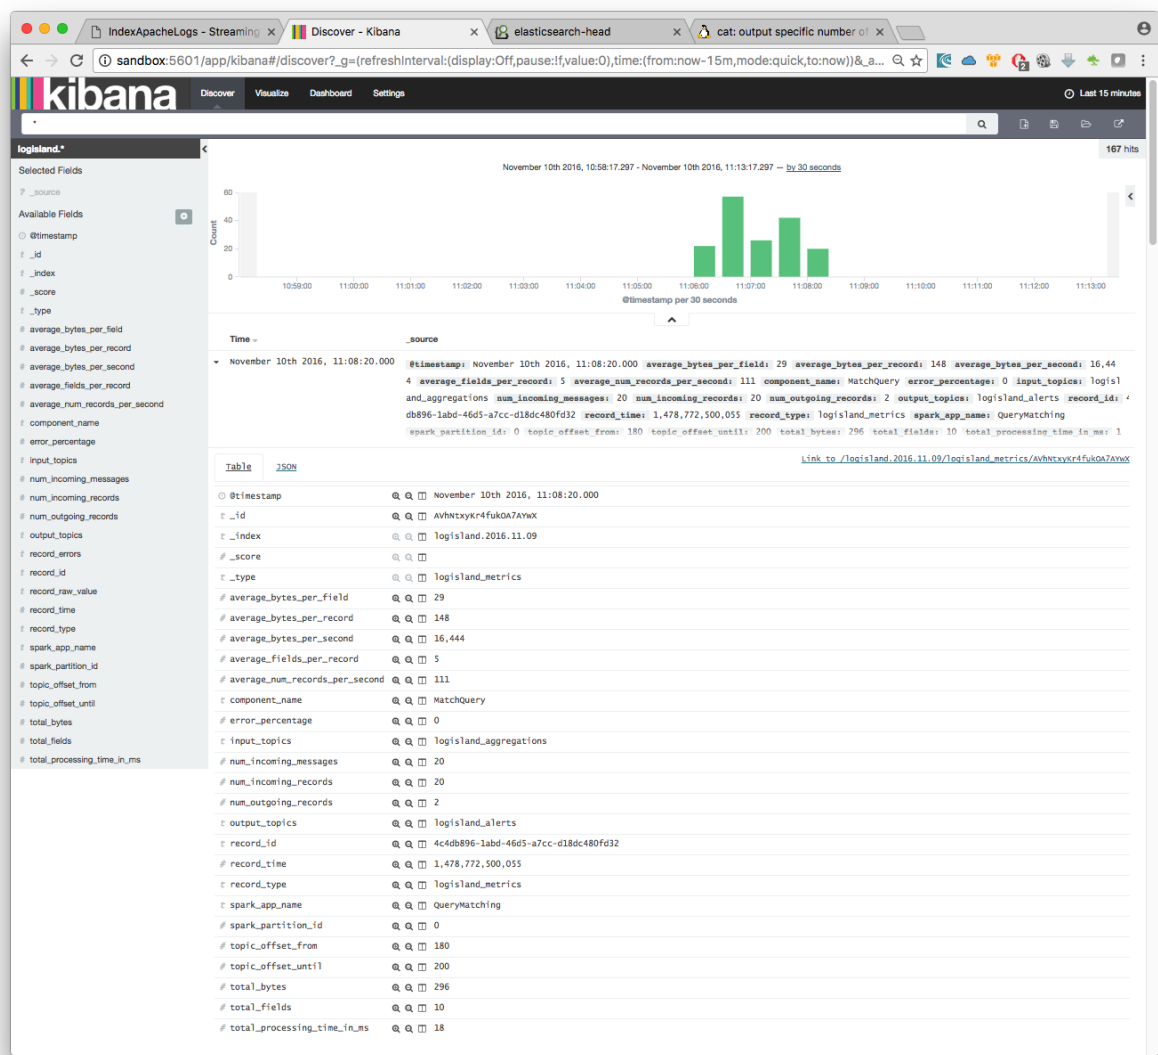 IndexApacheLogs - Streaming
Discover - Kibana
elasticsearch-head
cat: output specific number of
sandbox:5601/app/kibana#/discover?_g=(refreshInterval:(display:Off,pause:!f,value:0),time:(from:now-15m,mode:quick,to:now))&_a...
2
kibana
Discover Visualize Dashboard Settings
Last 15 minutes
*
logisland.*
167 hits
Selected Fields
? _source
Available Fields
@timestamp
t _id
t _index
# _score
t _type
# average_bytes_per_field
# average_bytes_per_record
# average_bytes_per_second
# average_fields_per_record
# average_num_records_per_second
t component_name
# error_percentage
t input_topics
# num_incoming_messages
# num_incoming_records
# num_outgoing_records
t output_topics
t record_errors
t record_id
t record_raw_value
# record_time
t record_type
t spark_app_name
# spark_partition_id
# topic_offset_from
# topic_offset_until
# total_bytes
# total_fields
# total_processing_time_in_ms
November 10th 2016, 10:58:17.297 - November 10th 2016, 11:13:17.297 — by 30 seconds
Count
60
40
20
0
10:59:00 11:00:00 11:01:00 11:02:00 11:03:00 11:04:00 11:05:00 11:06:00 11:07:00 11:08:00 11:09:00 11:10:00 11:11:00 11:12:00 11:13:00
@timestamp per 30 seconds
Time _source
November 10th 2016, 11:08:20.000
@timestamp: November 10th 2016, 11:08:20.000 average_bytes_per_field: 29 average_bytes_per_record: 148 average_bytes_per_second: 16,44
4 average_fields_per_record: 5 average_num_records_per_second: 111 component_name: MatchQuery error_percentage: 0 input_topics: logisl
and_aggregations num_incoming_messages: 20 num_incoming_records: 20 num_outgoing_records: 2 output_topics: logisland_alerts record_id: 4
db896-1abd-46d5-a7cc-d18dc480fd32 record_time: 1,478,772,500,055 record_type: logisland_metrics spark_app_name: QueryMatching
spark_partition_id: 0 topic_offset_from: 180 topic_offset_until: 200 total_bytes: 296 total_fields: 10 total_processing_time_in_ms: 1
Table JSON
Link to /logisland.2016.11.09/logisland_metrics/AVhNtxyKr4fukOA7AYwX
@timestamp November 10th 2016, 11:08:20.000
t _id AVhNtxyKr4fukOA7AYwX
t _index logisland.2016.11.09
# _score
t _type logisland_metrics
# average_bytes_per_field 29
# average_bytes_per_record 148
# average_bytes_per_second 16,444
# average_fields_per_record 5
# average_num_records_per_second 111
t component_name MatchQuery
# error_percentage 0
t input_topics logisland_aggregations
# num_incoming_messages 20
# num_incoming_records 20
# num_outgoing_records 2
t output_topics logisland_alerts
t record_id 4c4db896-1abd-46d5-a7cc-d18dc480fd32
# record_time 1,478,772,500,055
t record_type logisland_metrics
t spark_app_name QueryMatching
# spark_partition_id 0
# topic_offset_from 180
# topic_offset_until 200
# total_bytes 296
# total_fields 10
# total_processing_time_in_ms 18